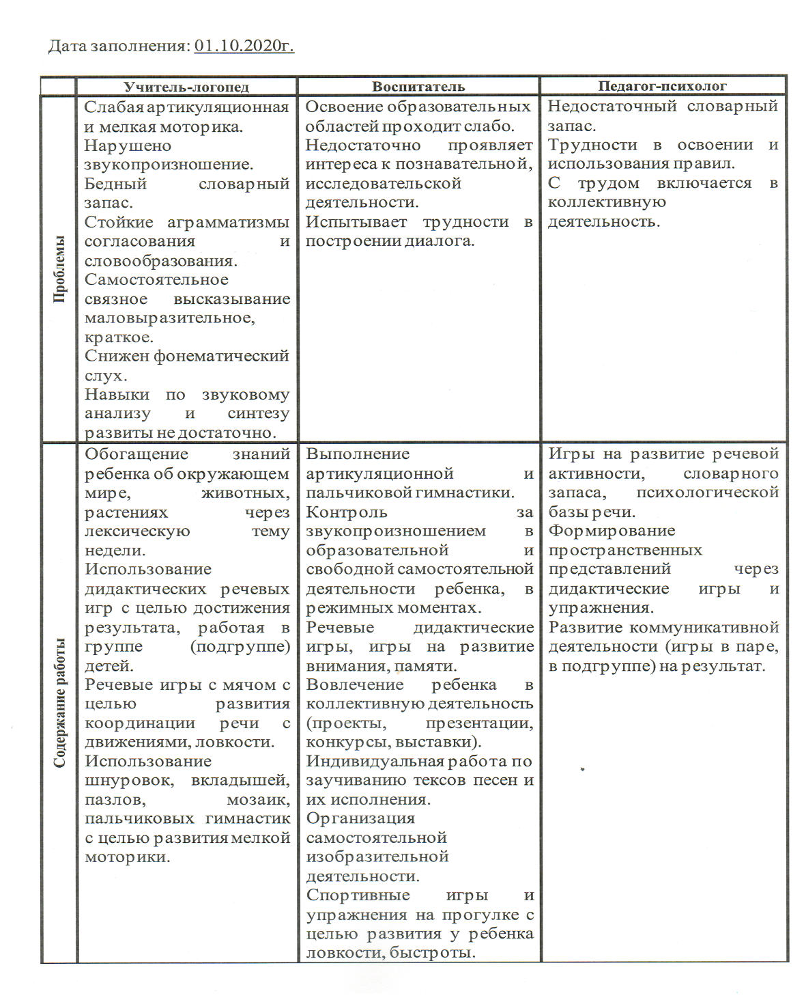 Дата заполнения: 01.10.2020г.
Учитель-логопед
Воспитатель
Педагог-психолог
Проблемы
Слабая артикуляционная
и мелкая моторика.
Нарушено
звукопроизношение.
Бедный словарный
запас.
Стойкие аграмматизмы
согласования и
словообразования.
Самостоятельное
связное высказывание
маловыразительное,
краткое.
Снижен фонематический
слух.
Навыки по звуковому
анализу и синтезу
развиты не достаточно.
Освоение образовательных
областей проходит слабо.
Недостаточно проявляет
интереса к познавательной,
исследовательской
деятельности.
Испытывает трудности в
построении диалога.
Недостаточный словарный
запас.
Трудности в освоении и
использования правил.
С трудом включается в
коллективную
деятельность.
Содержание работы
Обогащение знаний
ребенка об окружающем
мире, животных,
растениях через
лексическую тему
недели.
Использование
дидактических речевых
игр с целью достижения
результата, работая в
группе (подгруппе)
детей.
Речевые игры с мячом с
целью развития
координации речи с
движениями, ловкости.
Использование
шнуровок, вкладышей,
пазлов, мозаик,
пальчиковых гимнастик
с целью развития мелкой
моторики.
Выполнение
артикуляционной и
пальчиковой гимнастики.
Контроль за
звукопроизношением в
образовательной и
свободной самостоятельной
деятельности ребенка, в
режимных моментах.
Речевые дидактические
игры, игры на развитие
внимания, памяти.
Вовлечение ребенка в
коллективную деятельность
(проекты, презентации,
конкурсы, выставки).
Индивидуальная работа по
заучиванию тексов песен и
их исполнения.
Организация
самостоятельной
изобразительной
деятельности.
Спортивные игры и
упражнения на прогулке с
целью развития у ребенка
ловкости, быстроты.
Игры на развитие речевой
активности, словарного
запаса, психологической
базы речи.
Формирование
пространственных
представлений через
дидактические игры и
упражнения.
Развитие коммуникативной
деятельности (игры в паре,
в подгруппе) на результат.